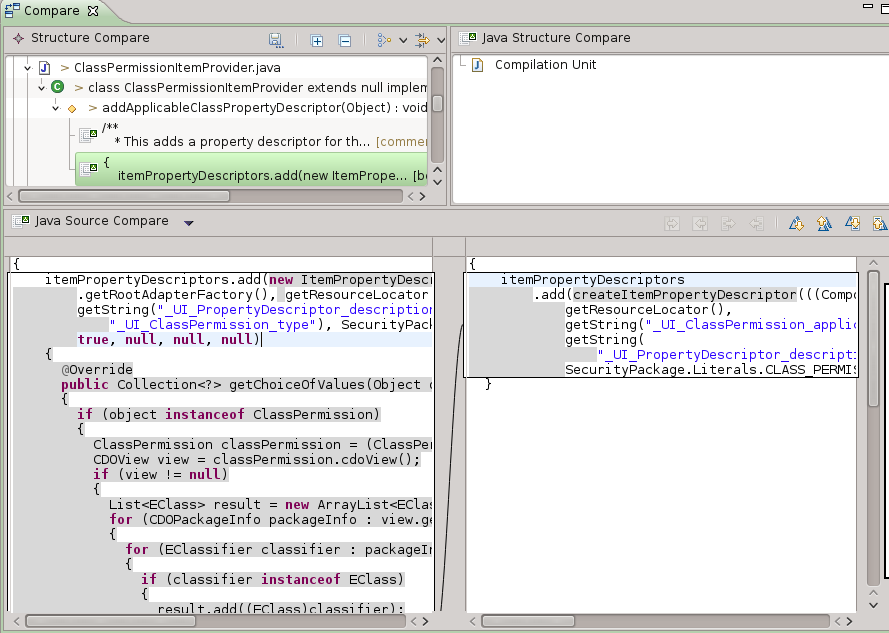 Compare
Structure Compare
> ClassPermissionItemProvider.java
> class ClassPermissionItemProvider extends null implem
> addApplicableClassPropertyDescriptor(Object) : void
/**
* This adds a property descriptor for th... [commen
{
itemPropertyDescriptors.add(new ItemPrope... [bo
Java Structure Compare
Compilation Unit
Java Source Compare
{
itemPropertyDescriptors.add(new ItemPropertyDescr
.getRootAdapterFactory(), getResourceLocator
getString("_UI_PropertyDescriptor_description
"_UI_ClassPermission_type"), SecurityPack
true, null, null, null)
{
@Override
public Collection<?> getChoiceOfValues(Object o
{
if (object instanceof ClassPermission)
{
ClassPermission classPermission = (ClassPer
CDOView view = classPermission.cdoView();
if (view != null)
{
List<EClass> result = new ArrayList<EClas
for (CDOPackageInfo packageInfo : view.ge
{
for (EClassifier classifier : packageIn
{
if (classifier instanceof EClass)
{
result.add((EClass)classifier);
{
itemPropertyDescriptors
.add(createItemPropertyDescriptor(((Compo
getResourceLocator(),
getString("_UI_ClassPermission_applic
getString(
"_UI_PropertyDescriptor_descripti
SecurityPackage.Literals.CLASS_PERMIS
}